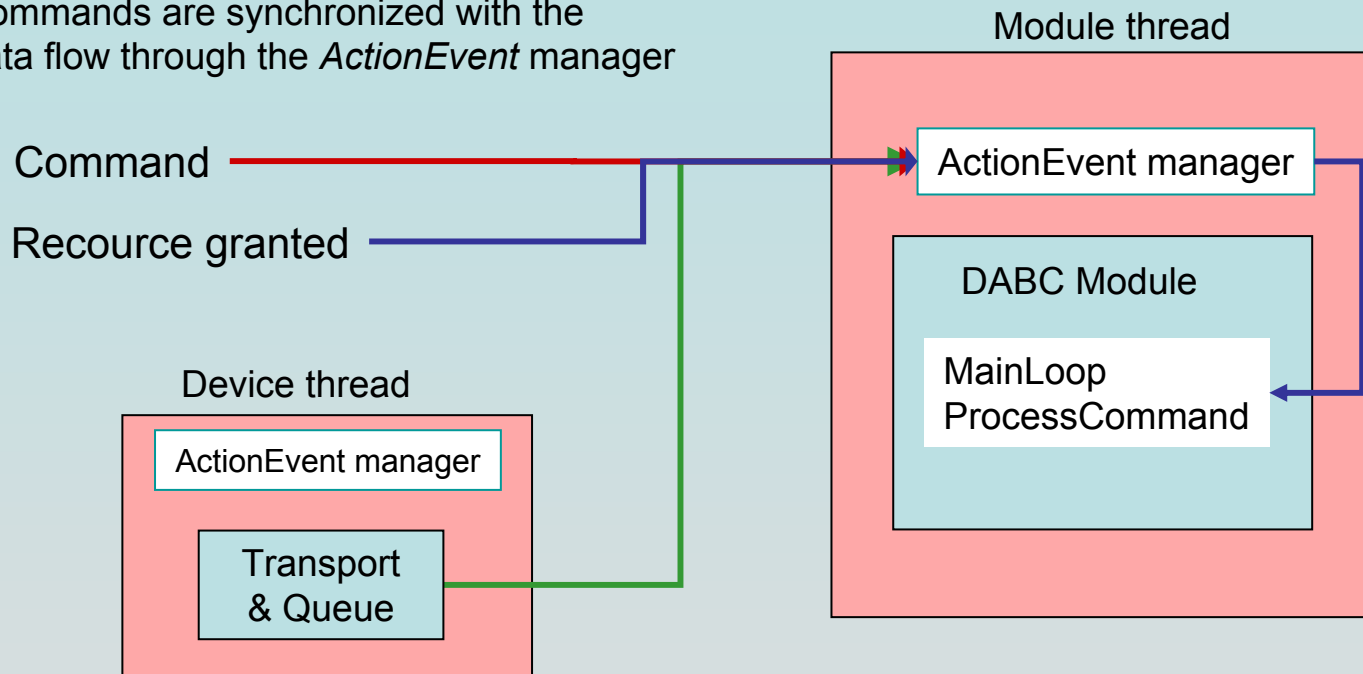 ommands are synchronized with the
ata flow through the ActionEvent manager
Module thread
Command
ActionEvent manager
Recource granted
DABC Module
MainLoop
ProcessCommand
Device thread
ActionEvent manager
Transport
& Queue